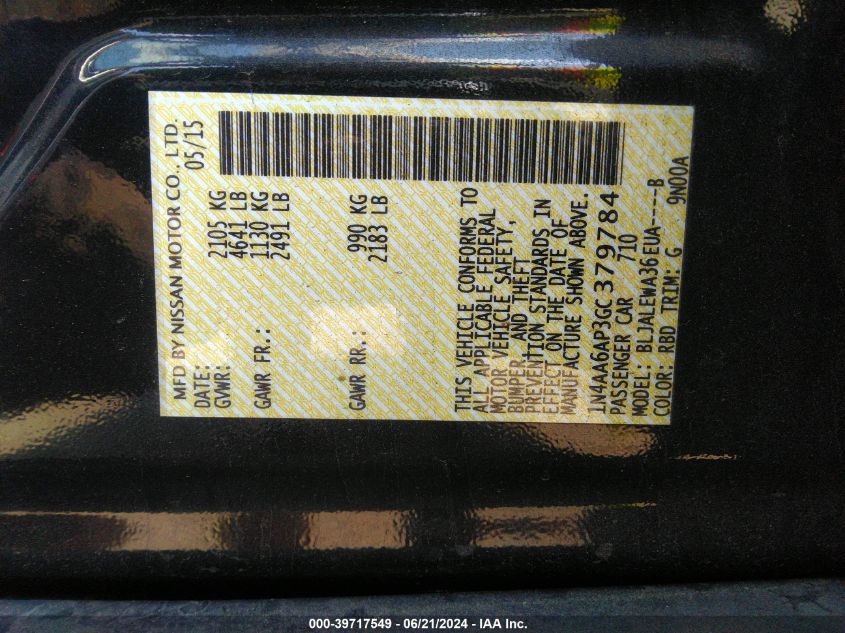 MFD BY NISSAN MOTOR CO., LTD.
DATE: 05/15
GVWR: 2105 KG
4641 LB
GAWR FR.: 1130 KG
2491 LB
GAWR RR.: 990 KG
2183 LB
THIS VEHICLE CONFORMS TO
ALL APPLICABLE FEDERAL
MOTOR VEHICLE SAFETY,
BUMPER, AND THEFT
PREVENTION STANDARDS IN
EFFECT ON THE DATE OF
MANUFACTURE SHOWN ABOVE.
1N4AA6AP3GC379784
PASSENGER CAR 710
MODEL: BLJALEWA36EUA----B
COLOR: RBD TRIM: G 9N00A
000-39717549 - 06/21/2024 - IAA Inc.